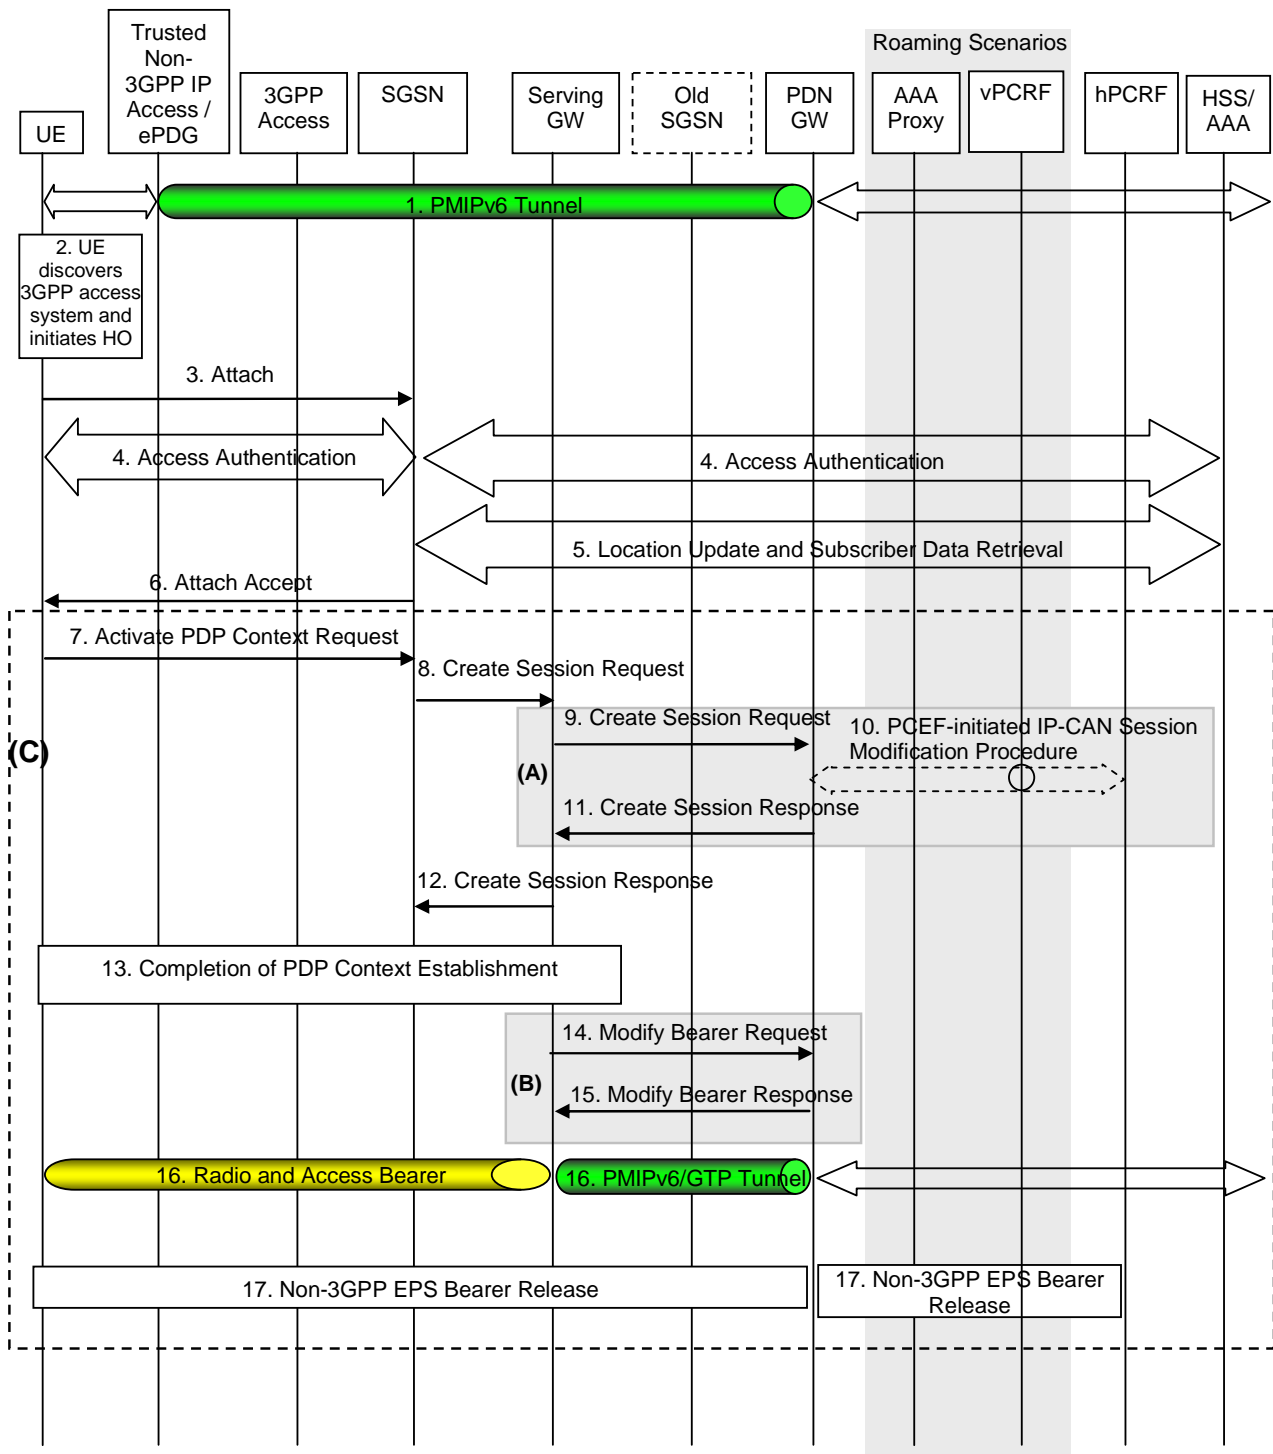 Roaming Scenarios
UE
Trusted
Non-
3GPP IP
Access /
ePDG
3GPP
Access
SGSN
Serving
GW
Old
SGSN
PDN
GW
AAA
Proxy
vPCRF
hPCRF
HSS/
AAA
1. PMIPv6 Tunnel
2. UE
discovers
3GPP access
system and
initiates HO
3. Attach
4. Access Authentication
4. Access Authentication
5. Location Update and Subscriber Data Retrieval
6. Attach Accept
7. Activate PDP Context Request
8. Create Session Request
(C)
(A)
9. Create Session Request
10. PCEF-initiated IP-CAN Session
Modification Procedure
11. Create Session Response
12. Create Session Response
13. Completion of PDP Context Establishment
14. Modify Bearer Request
(B)
15. Modify Bearer Response
16. Radio and Access Bearer
16. PMIPv6/GTP Tunnel
17. Non-3GPP EPS Bearer Release
17. Non-3GPP EPS Bearer
Release